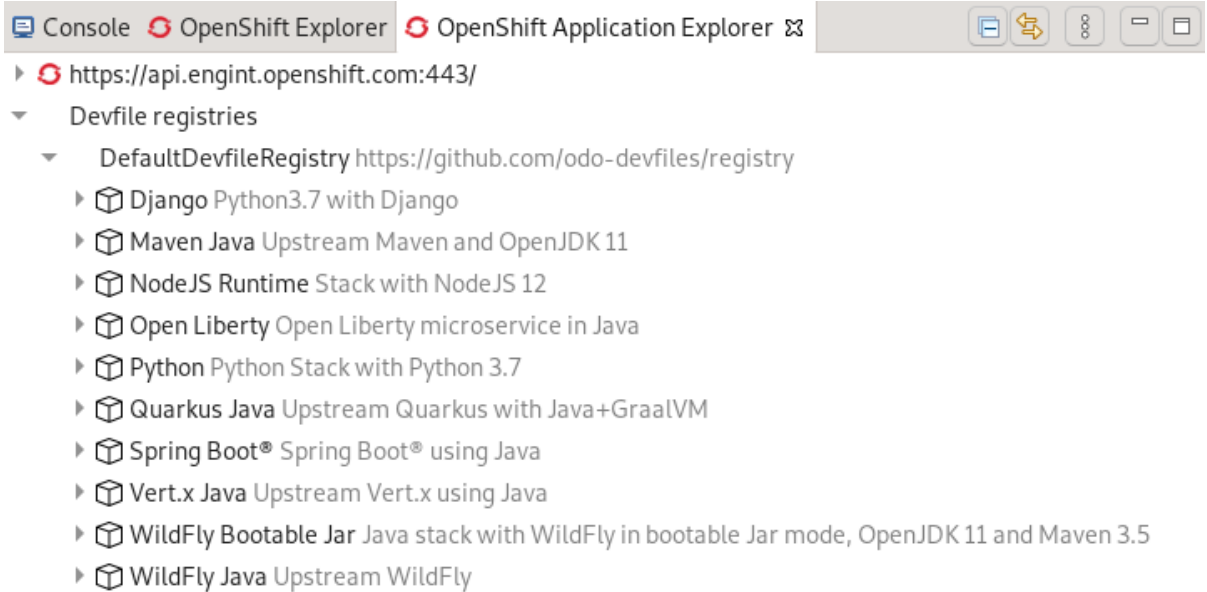 Console OpenShift Explorer OpenShift Application Explorer
https://api.engint.openshift.com:443/
Devfile registries
DefaultDevfileRegistry https://github.com/odo-devfiles/registry
Django Python3.7 with Django
Maven Java Upstream Maven and OpenJDK 11
NodeJS Runtime Stack with NodeJS 12
Open Liberty Open Liberty microservice in Java
Python Python Stack with Python 3.7
Quarkus Java Upstream Quarkus with Java+GraalVM
Spring Boot® Spring Boot® using Java
Vert.x Java Upstream Vert.x using Java
WildFly Bootable Jar Java stack with WildFly in bootable Jar mode, OpenJDK 11 and Maven 3.5
WildFly Java Upstream WildFly